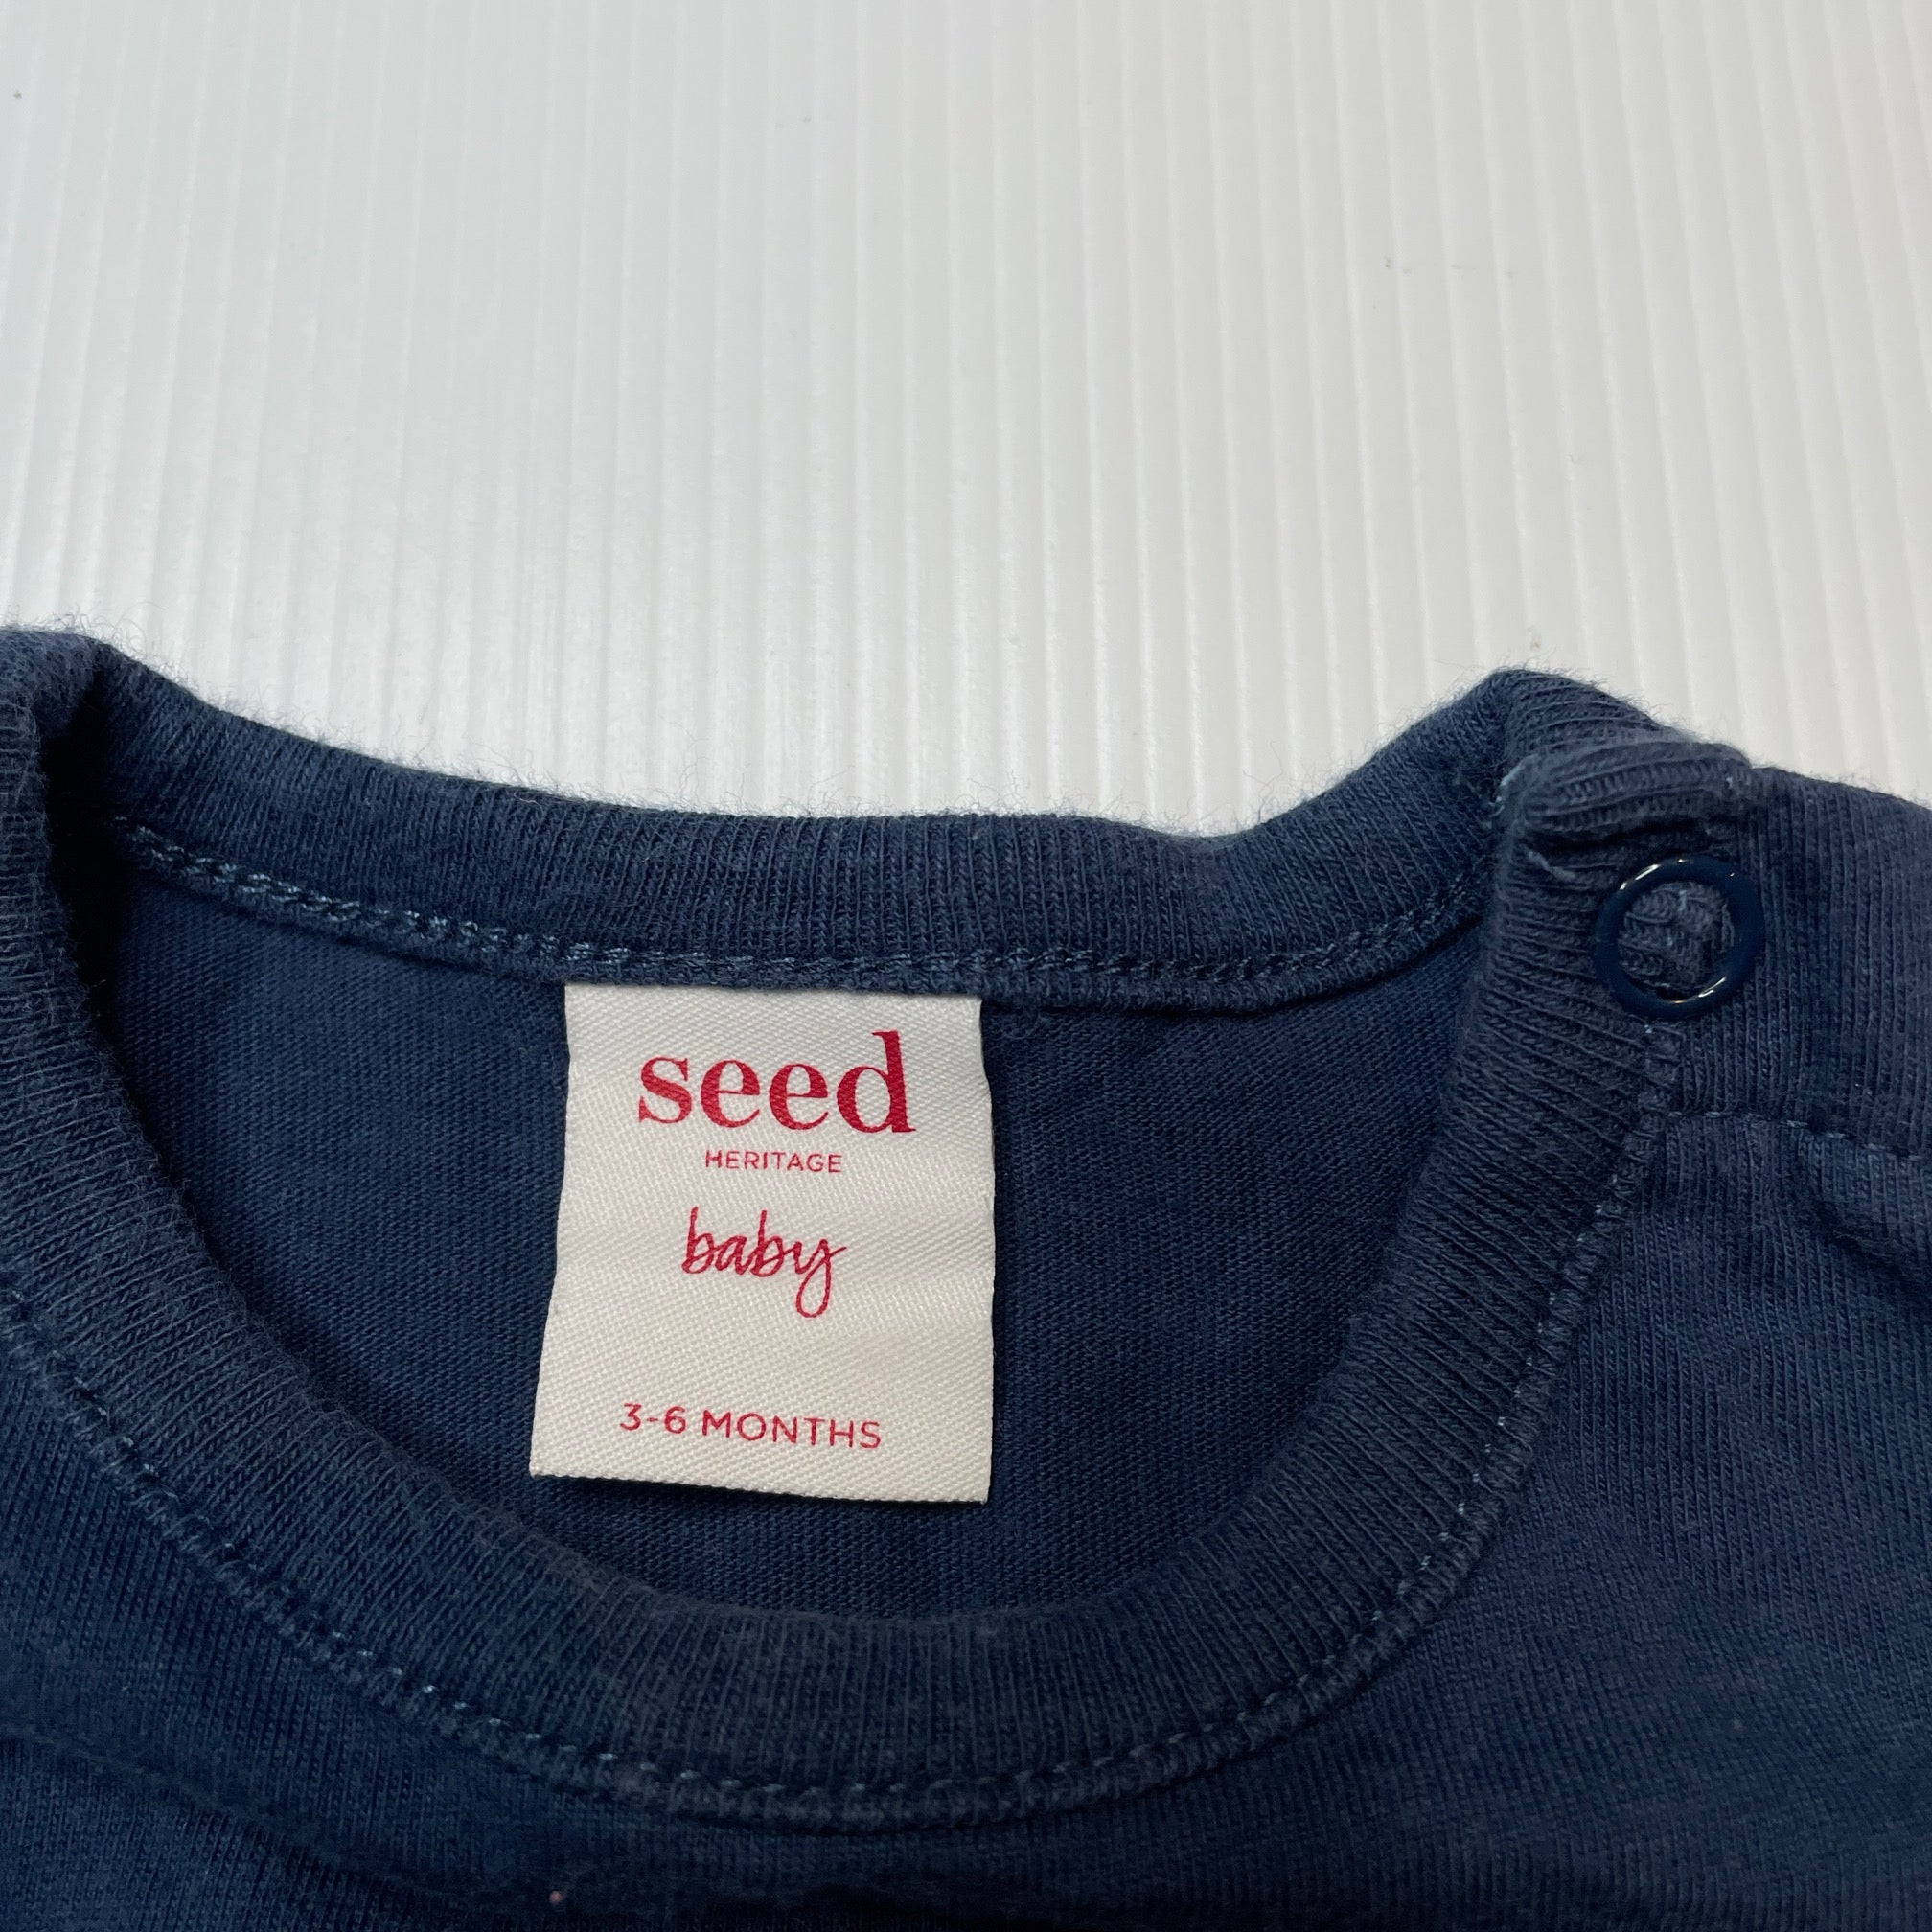 seed
HERITAGE
baby
3-6 MONTHS